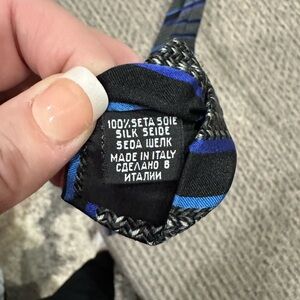 100%SETA SOIE
SILK SEIDE
SEDA ШЕЛК
MADE IN ITALY
СДЕЛАНО В
ИТАЛИИ